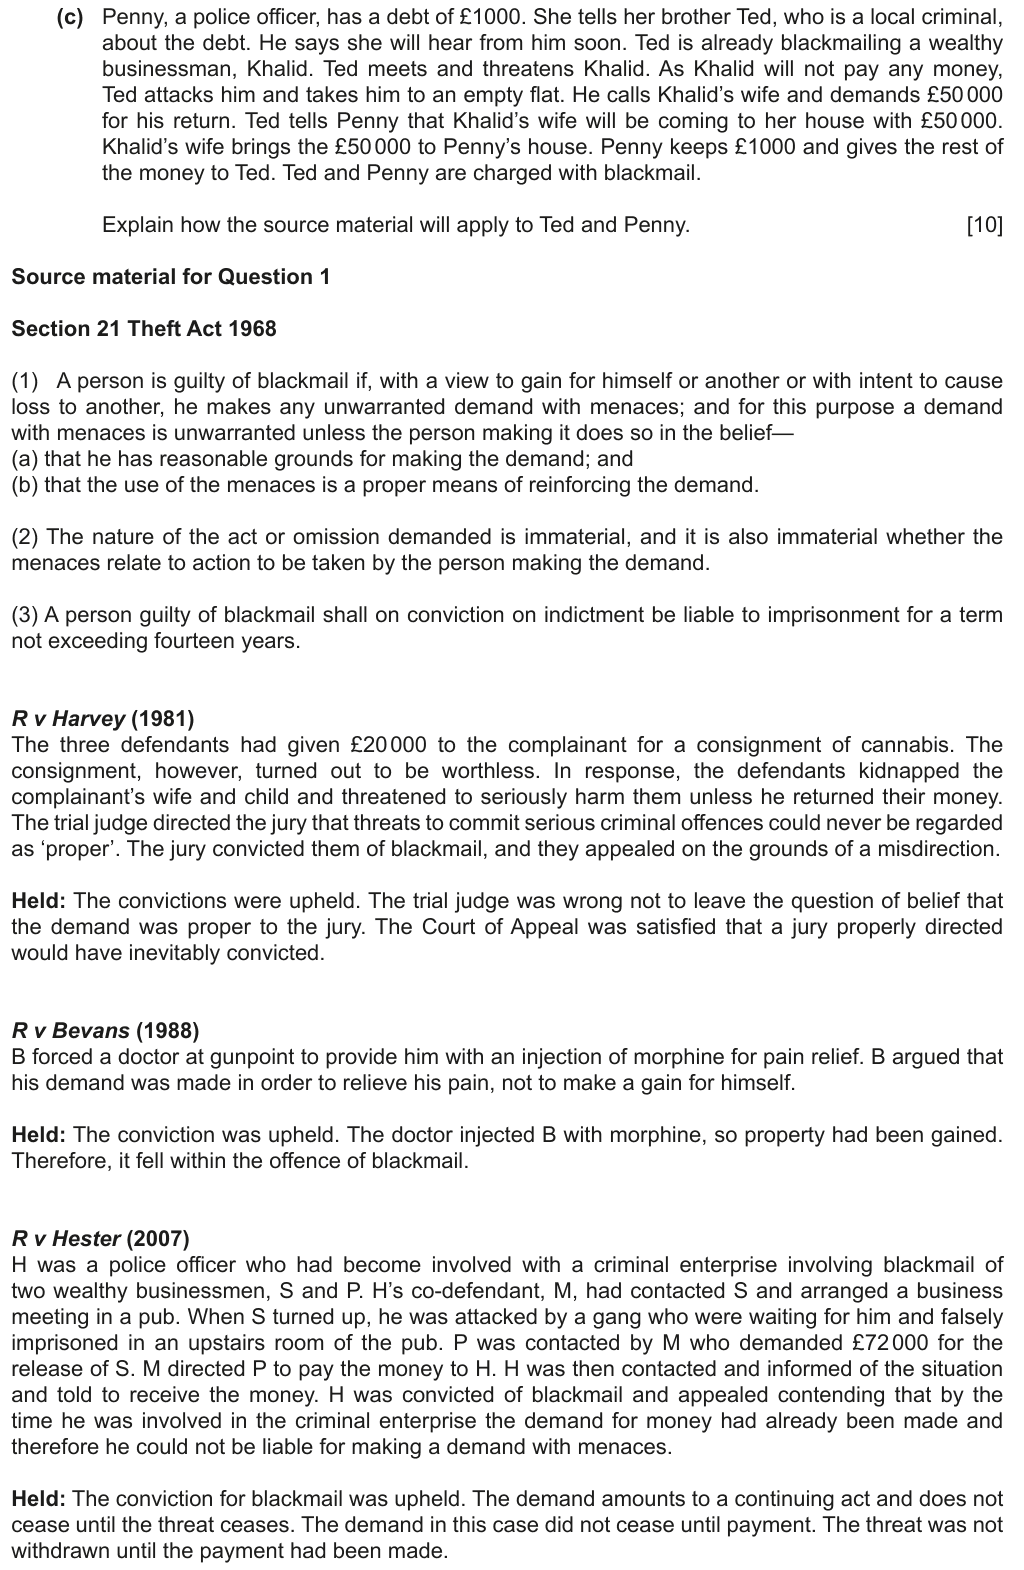 (c) Penny, a police officer, has a debt of £1000. She tells her brother Ted, who is a local criminal,
about the debt. He says she will hear from him soon. Ted is already blackmailing a wealthy
businessman, Khalid. Ted meets and threatens Khalid. As Khalid will not pay any money,
Ted attacks him and takes him to an empty flat. He calls Khalid’s wife and demands £50 000
for his return. Ted tells Penny that Khalid’s wife will be coming to her house with £50 000.
Khalid’s wife brings the £50 000 to Penny’s house. Penny keeps £1000 and gives the rest of
the money to Ted. Ted and Penny are charged with blackmail.
Explain how the source material will apply to Ted and Penny. [10]
Source material for Question 1
Section 21 Theft Act 1968
(1) A person is guilty of blackmail if, with a view to gain for himself or another or with intent to cause
loss to another, he makes any unwarranted demand with menaces; and for this purpose a demand
with menaces is unwarranted unless the person making it does so in the belief—
(a) that he has reasonable grounds for making the demand; and
(b) that the use of the menaces is a proper means of reinforcing the demand.
(2) The nature of the act or omission demanded is immaterial, and it is also immaterial whether the
menaces relate to action to be taken by the person making the demand.
(3) A person guilty of blackmail shall on conviction on indictment be liable to imprisonment for a term
not exceeding fourteen years.
R v Harvey (1981)
The three defendants had given £20 000 to the complainant for a consignment of cannabis. The
consignment, however, turned out to be worthless. In response, the defendants kidnapped the
complainant’s wife and child and threatened to seriously harm them unless he returned their money.
The trial judge directed the jury that threats to commit serious criminal offences could never be regarded
as ‘proper’. The jury convicted them of blackmail, and they appealed on the grounds of a misdirection.
Held: The convictions were upheld. The trial judge was wrong not to leave the question of belief that
the demand was proper to the jury. The Court of Appeal was satisfied that a jury properly directed
would have inevitably convicted.
R v Bevans (1988)
B forced a doctor at gunpoint to provide him with an injection of morphine for pain relief. B argued that
his demand was made in order to relieve his pain, not to make a gain for himself.
Held: The conviction was upheld. The doctor injected B with morphine, so property had been gained.
Therefore, it fell within the offence of blackmail.
R v Hester (2007)
H was a police officer who had become involved with a criminal enterprise involving blackmail of
two wealthy businessmen, S and P. H’s co-defendant, M, had contacted S and arranged a business
meeting in a pub. When S turned up, he was attacked by a gang who were waiting for him and falsely
imprisoned in an upstairs room of the pub. P was contacted by M who demanded £72 000 for the
release of S. M directed P to pay the money to H. H was then contacted and informed of the situation
and told to receive the money. H was convicted of blackmail and appealed contending that by the
time he was involved in the criminal enterprise the demand for money had already been made and
therefore he could not be liable for making a demand with menaces.
Held: The conviction for blackmail was upheld. The demand amounts to a continuing act and does not
cease until the threat ceases. The demand in this case did not cease until payment. The threat was not
withdrawn until the payment had been made.